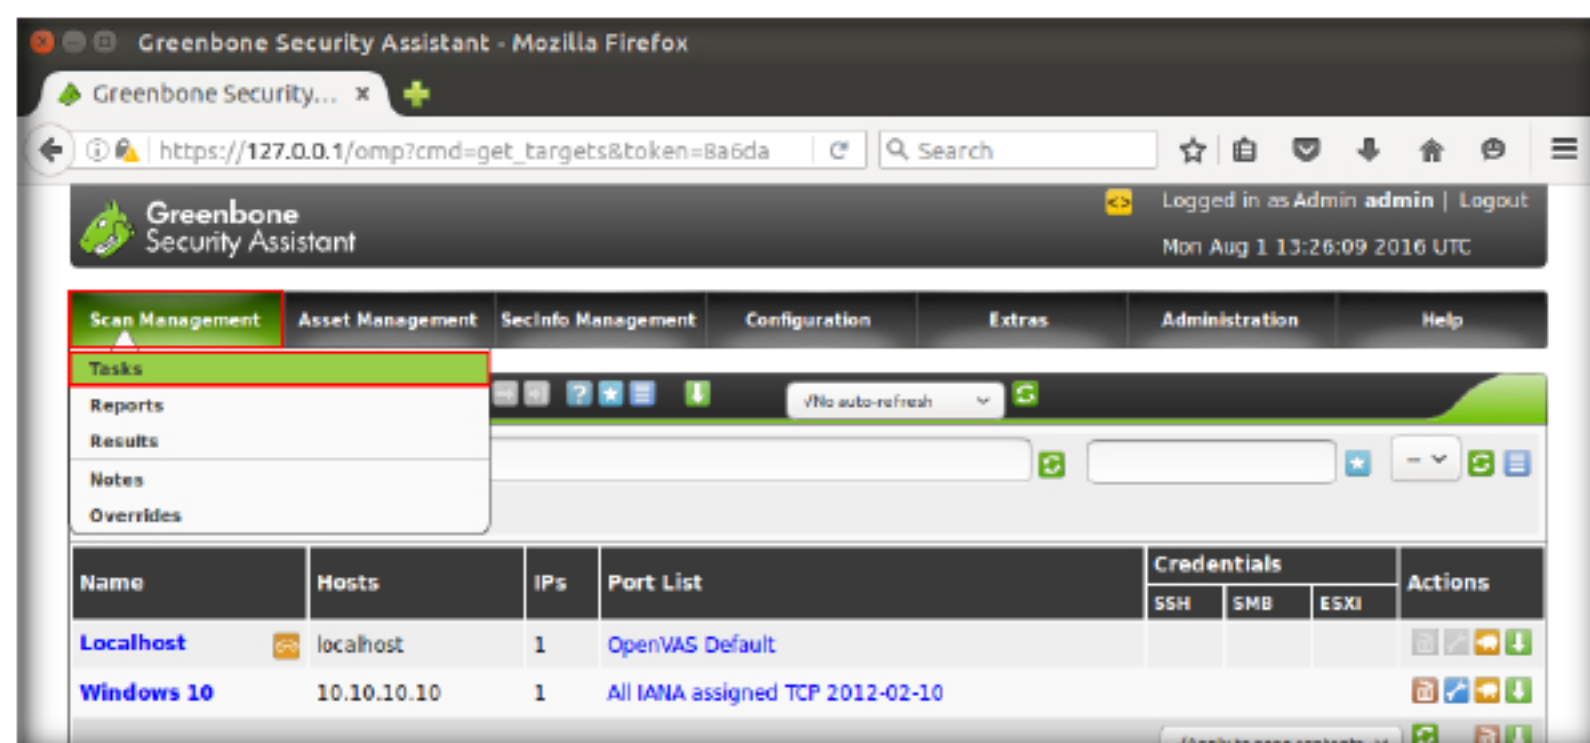 Greenbone Security Assistant - Mozilla Firefox
Greenbone Security... ×
https://127.0.0.1/omp?cmd=get_targets&token=8a6da
Search
Greenbone
Security Assistant
Logged in as Admin admin | Logout
Mon Aug 1 13:26:09 2016 UTC
Scan Management Asset Management SecInfo Management Configuration Extras Administration Help
Tasks
√No auto-refresh
Reports
Results
Notes
Overrides
--
Name Hosts IPs Port List Credentials Actions
SSH SMB ESXi
Localhost localhost 1 OpenVAS Default
Windows 10 10.10.10.10 1 All IANA assigned TCP 2012-02-10